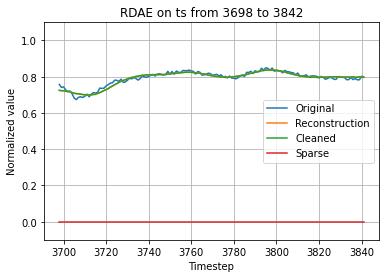 RDAE on ts from 3698 to 3842
Normalized value
1.0
0.8
0.6
0.4
0.2
0.0
Original
Reconstruction
Cleaned
Sparse
3700 3720 3740 3760 3780 3800 3820 3840
Timestep